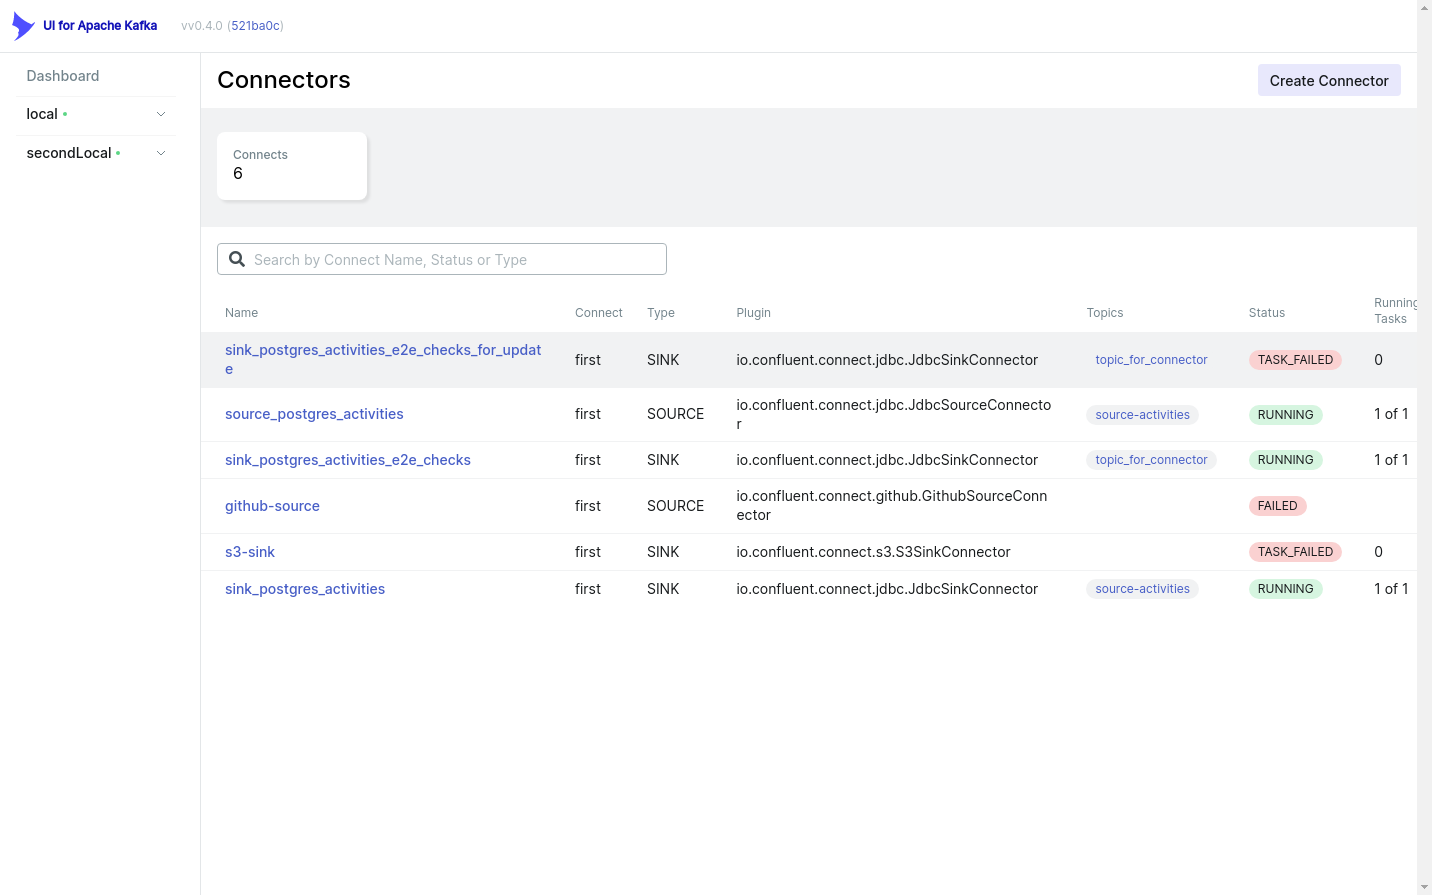 UI for Apache Kafka vv0.4.0 (521ba0c)
Dashboard
local
secondLocal
Connectors
Create Connector
Connects
6
Search by Connect Name, Status or Type
Name Connect Type Plugin Topics Status Running
Tasks
sink_postgres_activities_e2e_checks_for_updat
e
first SINK io.confluent.connect.jdbc.JdbcSinkConnector topic_for_connector TASK_FAILED 0
source_postgres_activities first SOURCE io.confluent.connect.jdbc.JdbcSourceConnecto
r
source-activities RUNNING 1 of 1
sink_postgres_activities_e2e_checks first SINK io.confluent.connect.jdbc.JdbcSinkConnector topic_for_connector RUNNING 1 of 1
github-source first SOURCE io.confluent.connect.github.GithubSourceConn
ector
FAILED
s3-sink first SINK io.confluent.connect.s3.S3SinkConnector TASK_FAILED 0
sink_postgres_activities first SINK io.confluent.connect.jdbc.JdbcSinkConnector source-activities RUNNING 1 of 1